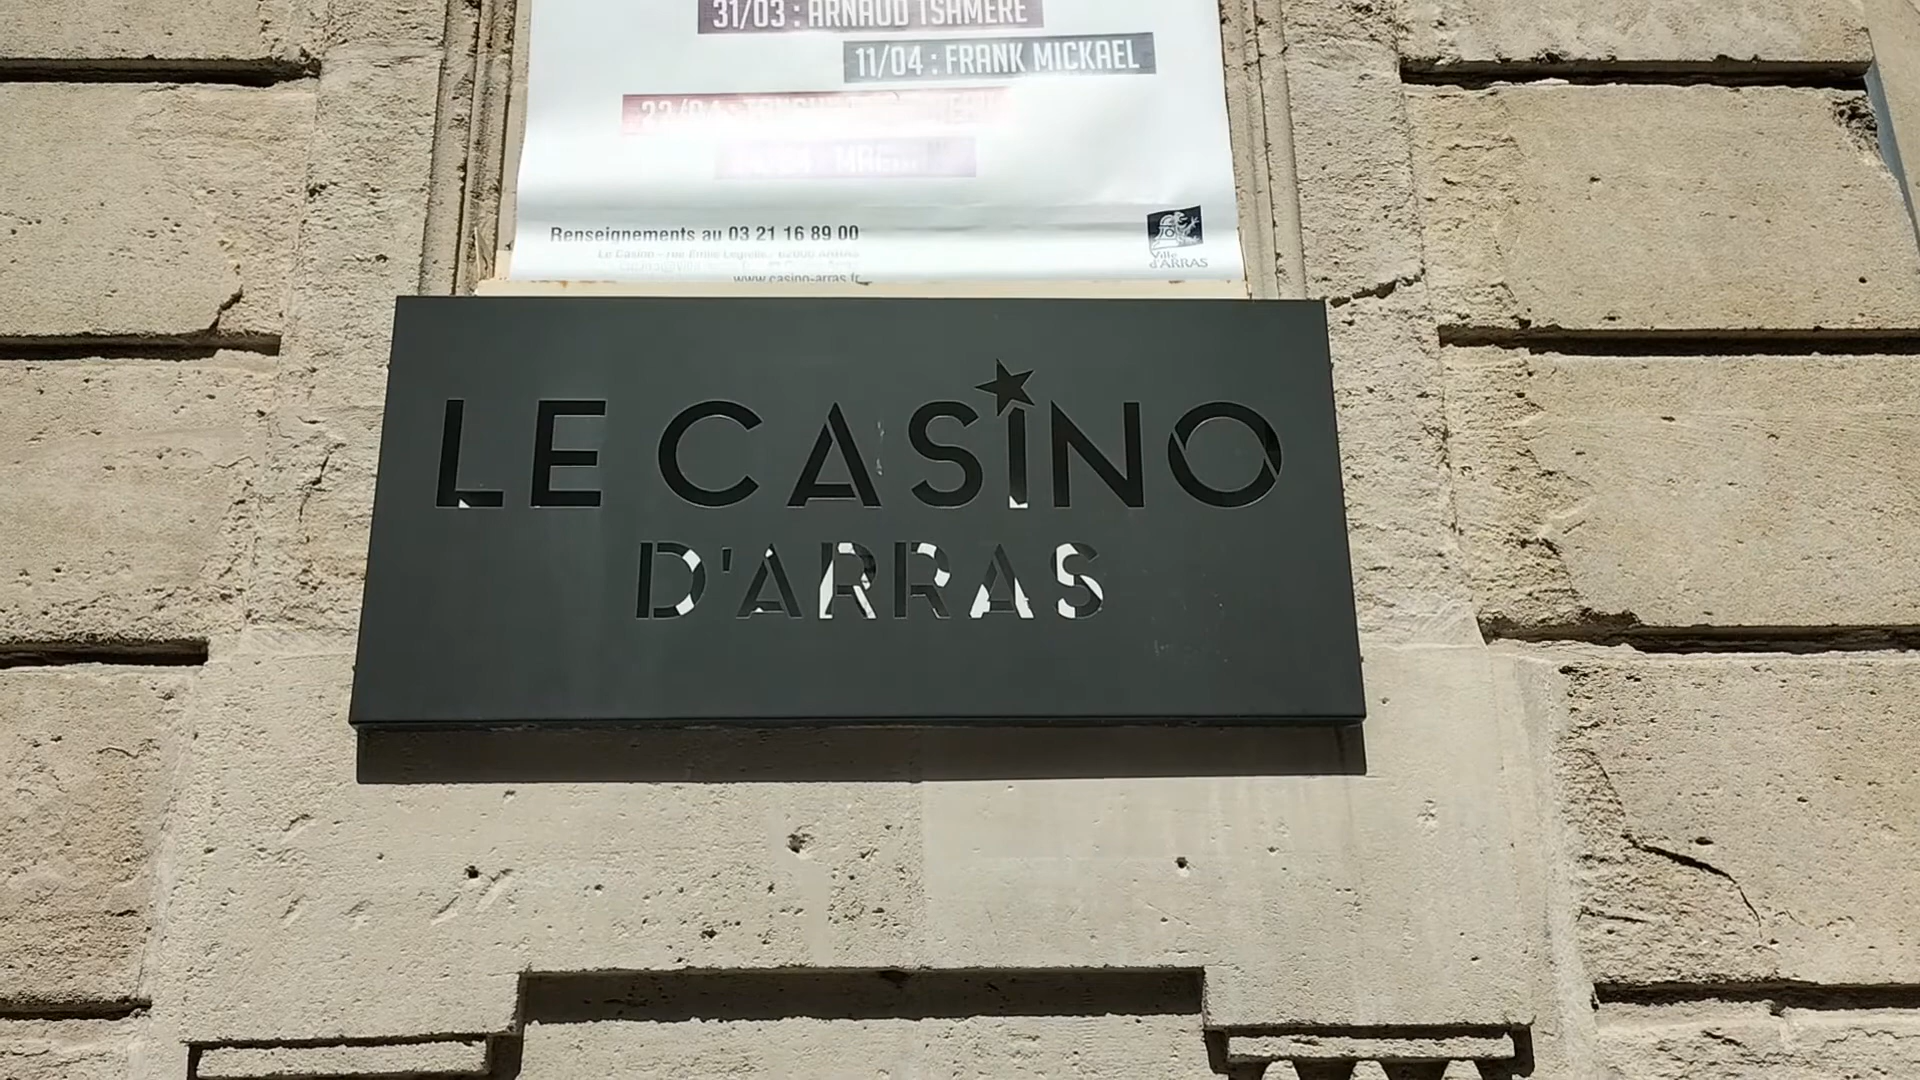 31/03 : ARNAUD TSAMERE
11/04 : FRANK MICKAEL
Renseignements au 03 21 16 89 00
www.casino-arras.fr
Ville d'ARRAS
LE CASINO
D'ARRAS